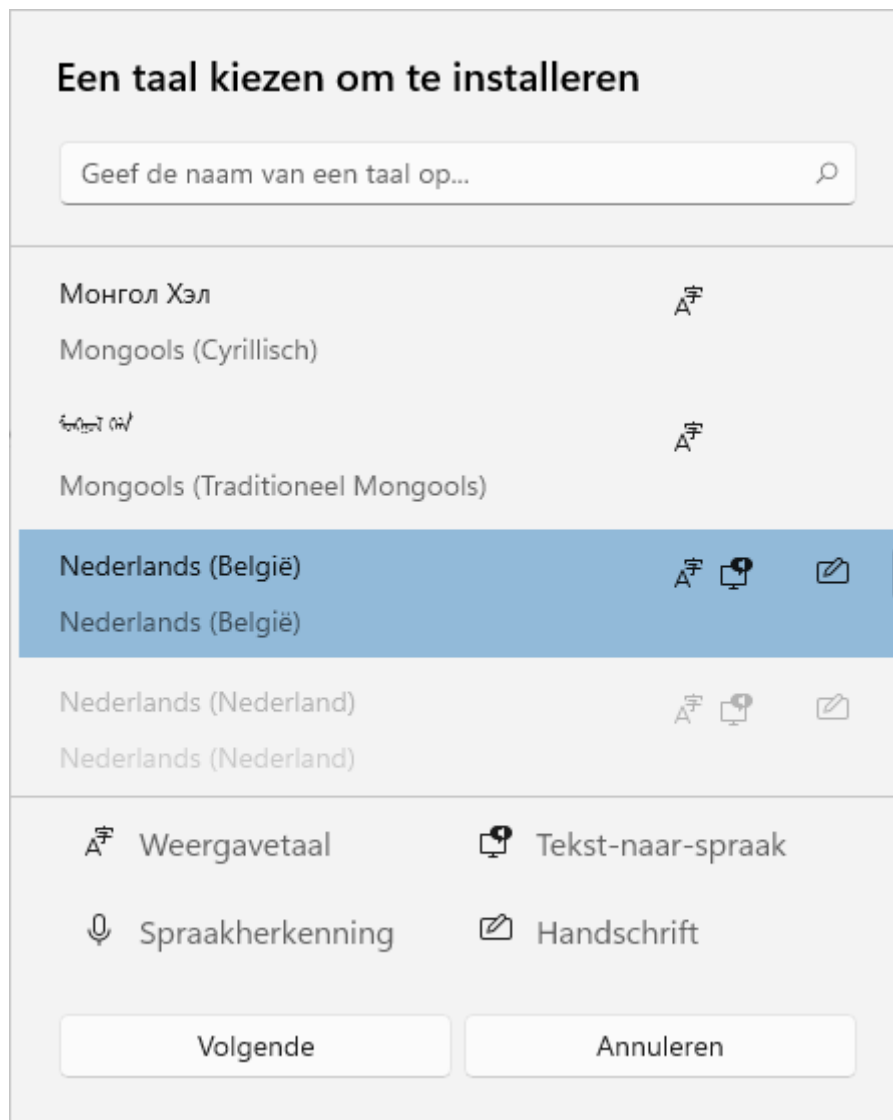 Een taal kiezen om te installeren
Geef de naam van een taal op...
Монгол Хэл
Mongools (Cyrillisch)
Mongools (Traditioneel Mongools)
Nederlands (België)
Nederlands (België)
Nederlands (Nederland)
Nederlands (Nederland)
Weergavetaal Tekst-naar-spraak
Spraakherkenning Handschrift
Volgende Annuleren